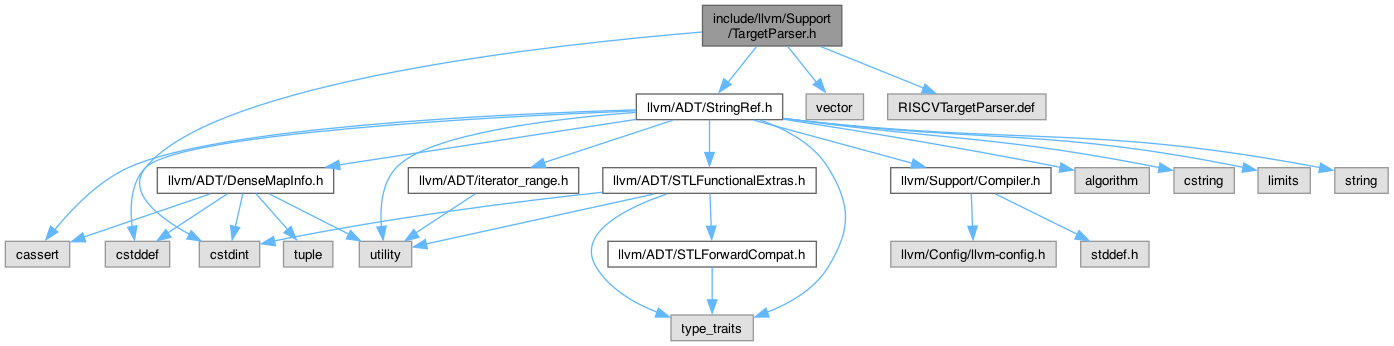 include/llvm/Support
/TargetParser.h
llvm/ADT/StringRef.h
vector
RISCVTargetParser.def
llvm/ADT/DenseMapInfo.h
llvm/ADT/iterator_range.h
llvm/ADT/STLFunctionalExtras.h
llvm/Support/Compiler.h
algorithm
cstring
limits
string
cassert
cstddef
cstdint
tuple
utility
llvm/ADT/STLForwardCompat.h
llvm/Config/llvm-config.h
stddef.h
type_traits